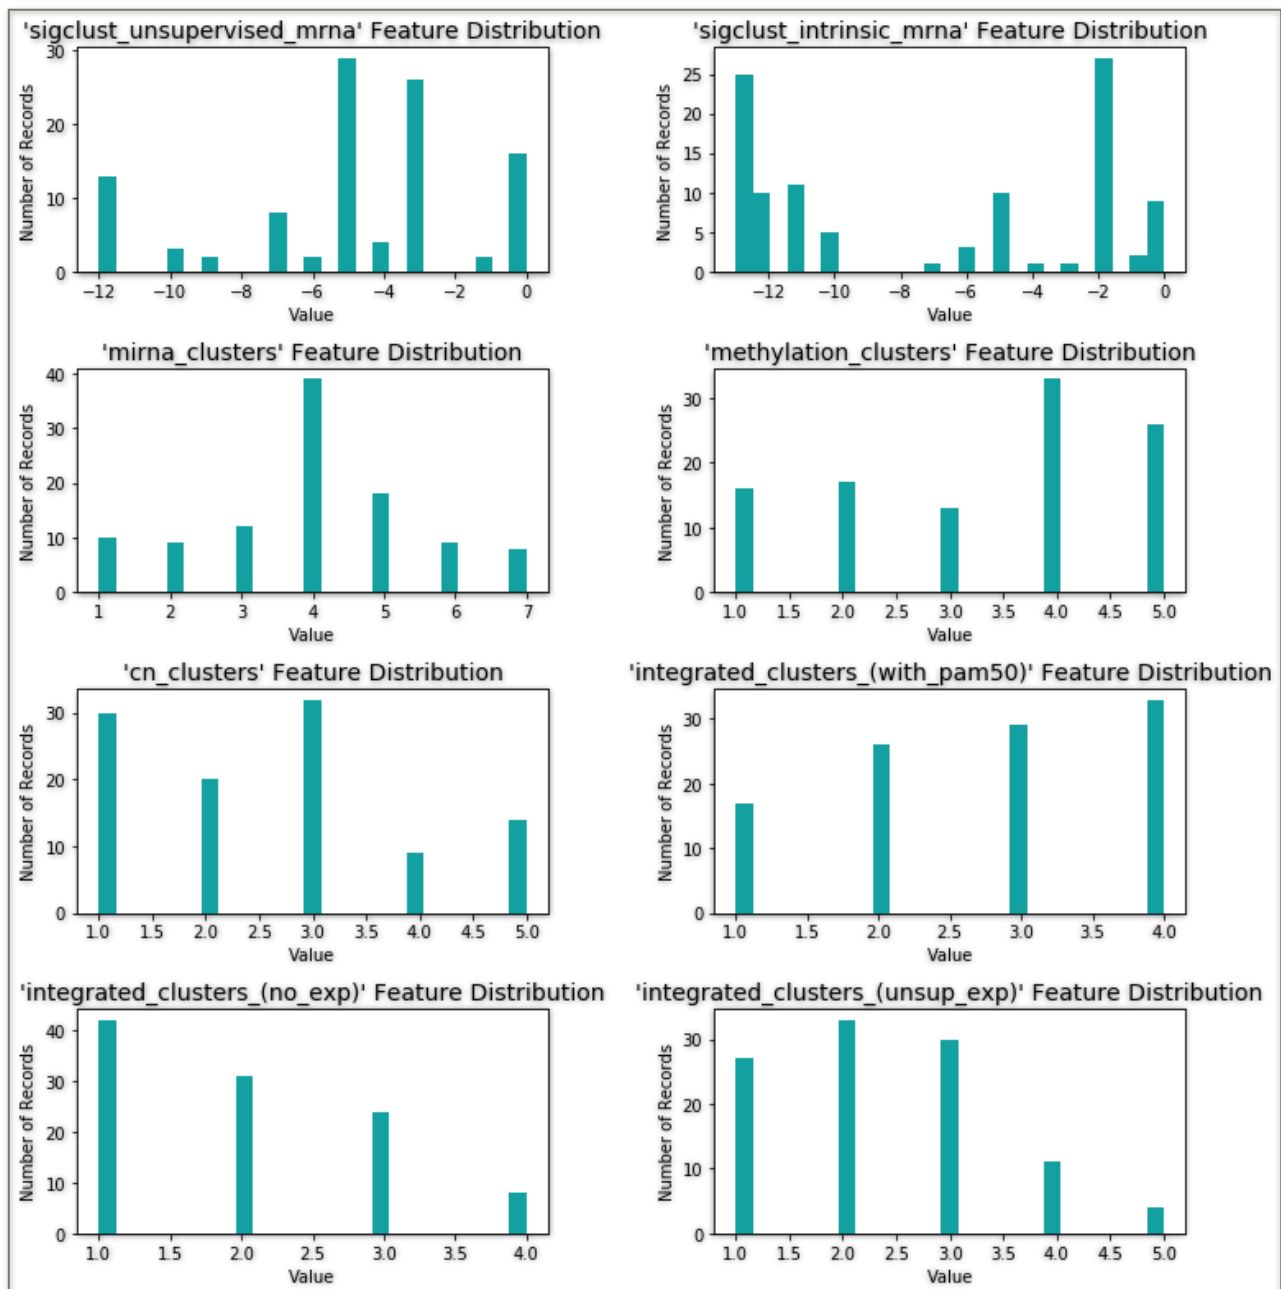 'sigclust_unsupervised_mrna' Feature Distribution
30
20
10
0
Number of Records
−12 −10 −8 −6 −4 −2 0
Value
'sigclust_intrinsic_mrna' Feature Distribution
25
20
15
10
5
0
Number of Records
−12 −10 −8 −6 −4 −2 0
Value
'mirna_clusters' Feature Distribution
40
30
20
10
0
Number of Records
1 2 3 4 5 6 7
Value
'methylation_clusters' Feature Distribution
30
20
10
0
Number of Records
1.0 1.5 2.0 2.5 3.0 3.5 4.0 4.5 5.0
Value
'cn_clusters' Feature Distribution
30
20
10
0
Number of Records
1.0 1.5 2.0 2.5 3.0 3.5 4.0 4.5 5.0
Value
'integrated_clusters_(with_pam50)' Feature Distribution
30
20
10
0
Number of Records
1.0 1.5 2.0 2.5 3.0 3.5 4.0
Value
'integrated_clusters_(no_exp)' Feature Distribution
40
30
20
10
0
Number of Records
1.0 1.5 2.0 2.5 3.0 3.5 4.0
Value
'integrated_clusters_(unsup_exp)' Feature Distribution
30
20
10
0
Number of Records
1.0 1.5 2.0 2.5 3.0 3.5 4.0 4.5 5.0
Value